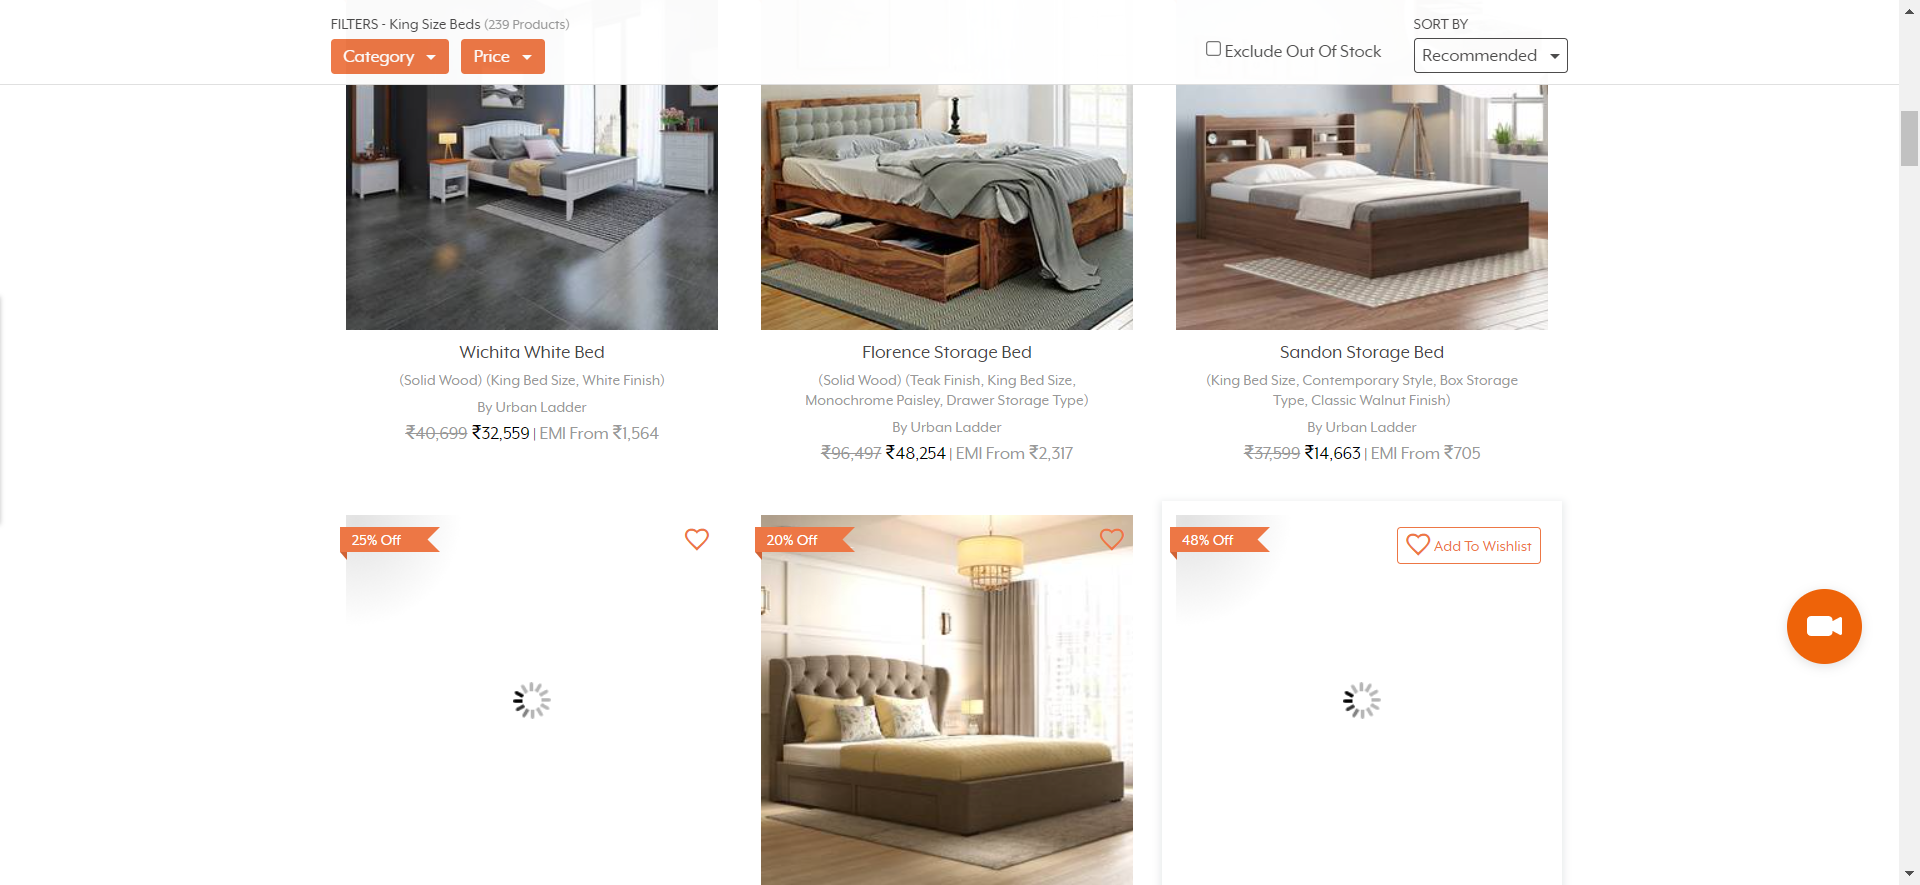 FILTERS - King Size Beds (239 Products)
Category
Price
Exclude Out Of Stock
SORT BY
Recommended
Wichita White Bed
(Solid Wood) (King Bed Size, White Finish)
By Urban Ladder
₹40,699 ₹32,559 | EMI From ₹1,564
Florence Storage Bed
(Solid Wood) (Teak Finish, King Bed Size,
Monochrome Paisley, Drawer Storage Type)
By Urban Ladder
₹96,497 ₹48,254 | EMI From ₹2,317
Sandon Storage Bed
(King Bed Size, Contemporary Style, Box Storage
Type, Classic Walnut Finish)
By Urban Ladder
₹37,599 ₹14,663 | EMI From ₹705
25% Off
20% Off
48% Off
Add To Wishlist